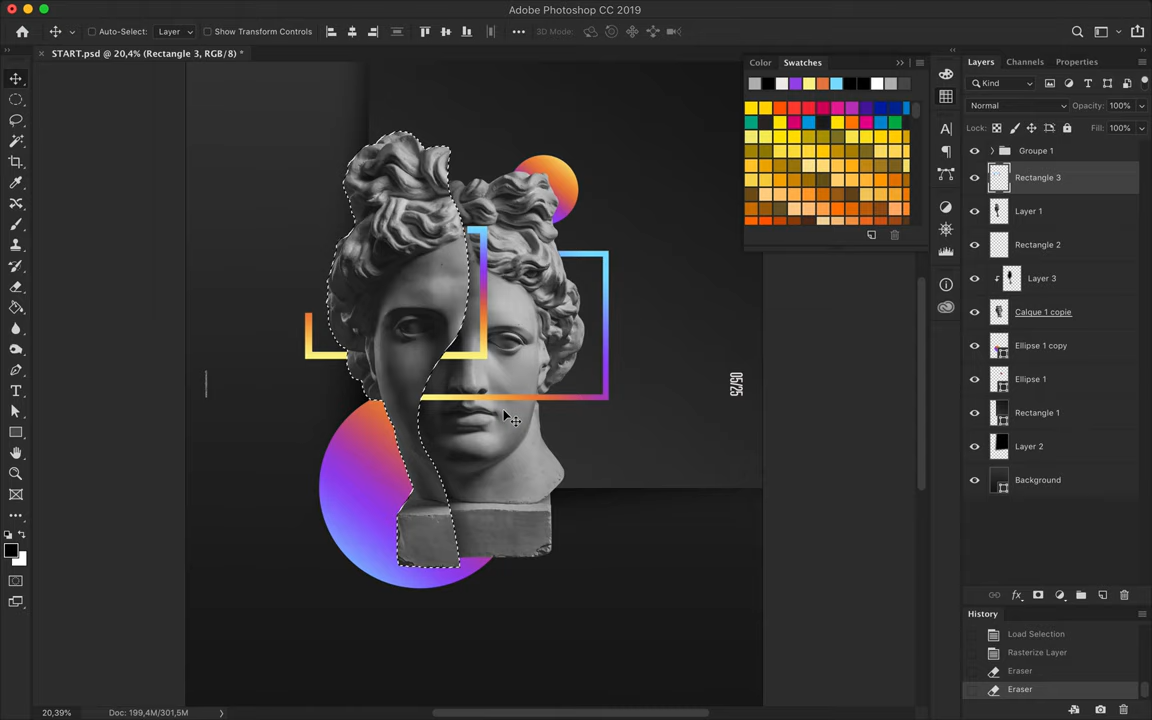 Adobe Photoshop CC 2019
Auto-Select:
Layer
Show Transform Controls
3D Mode:
START.psd @ 20,4% (Rectangle 3, RGB/8) *
Color
Swatches
Layers
Channels
Properties
Kind
Normal
Opacity: 100%
Lock:
Fill: 100%
Groupe 1
Rectangle 3
Layer 1
Rectangle 2
Layer 3
Calque 1 copie
Ellipse 1 copy
Ellipse 1
Rectangle 1
Layer 2
Background
05/25
fx
History
Load Selection
Rasterize Layer
Eraser
Eraser
20,39%
Doc: 199,4M/301,5M